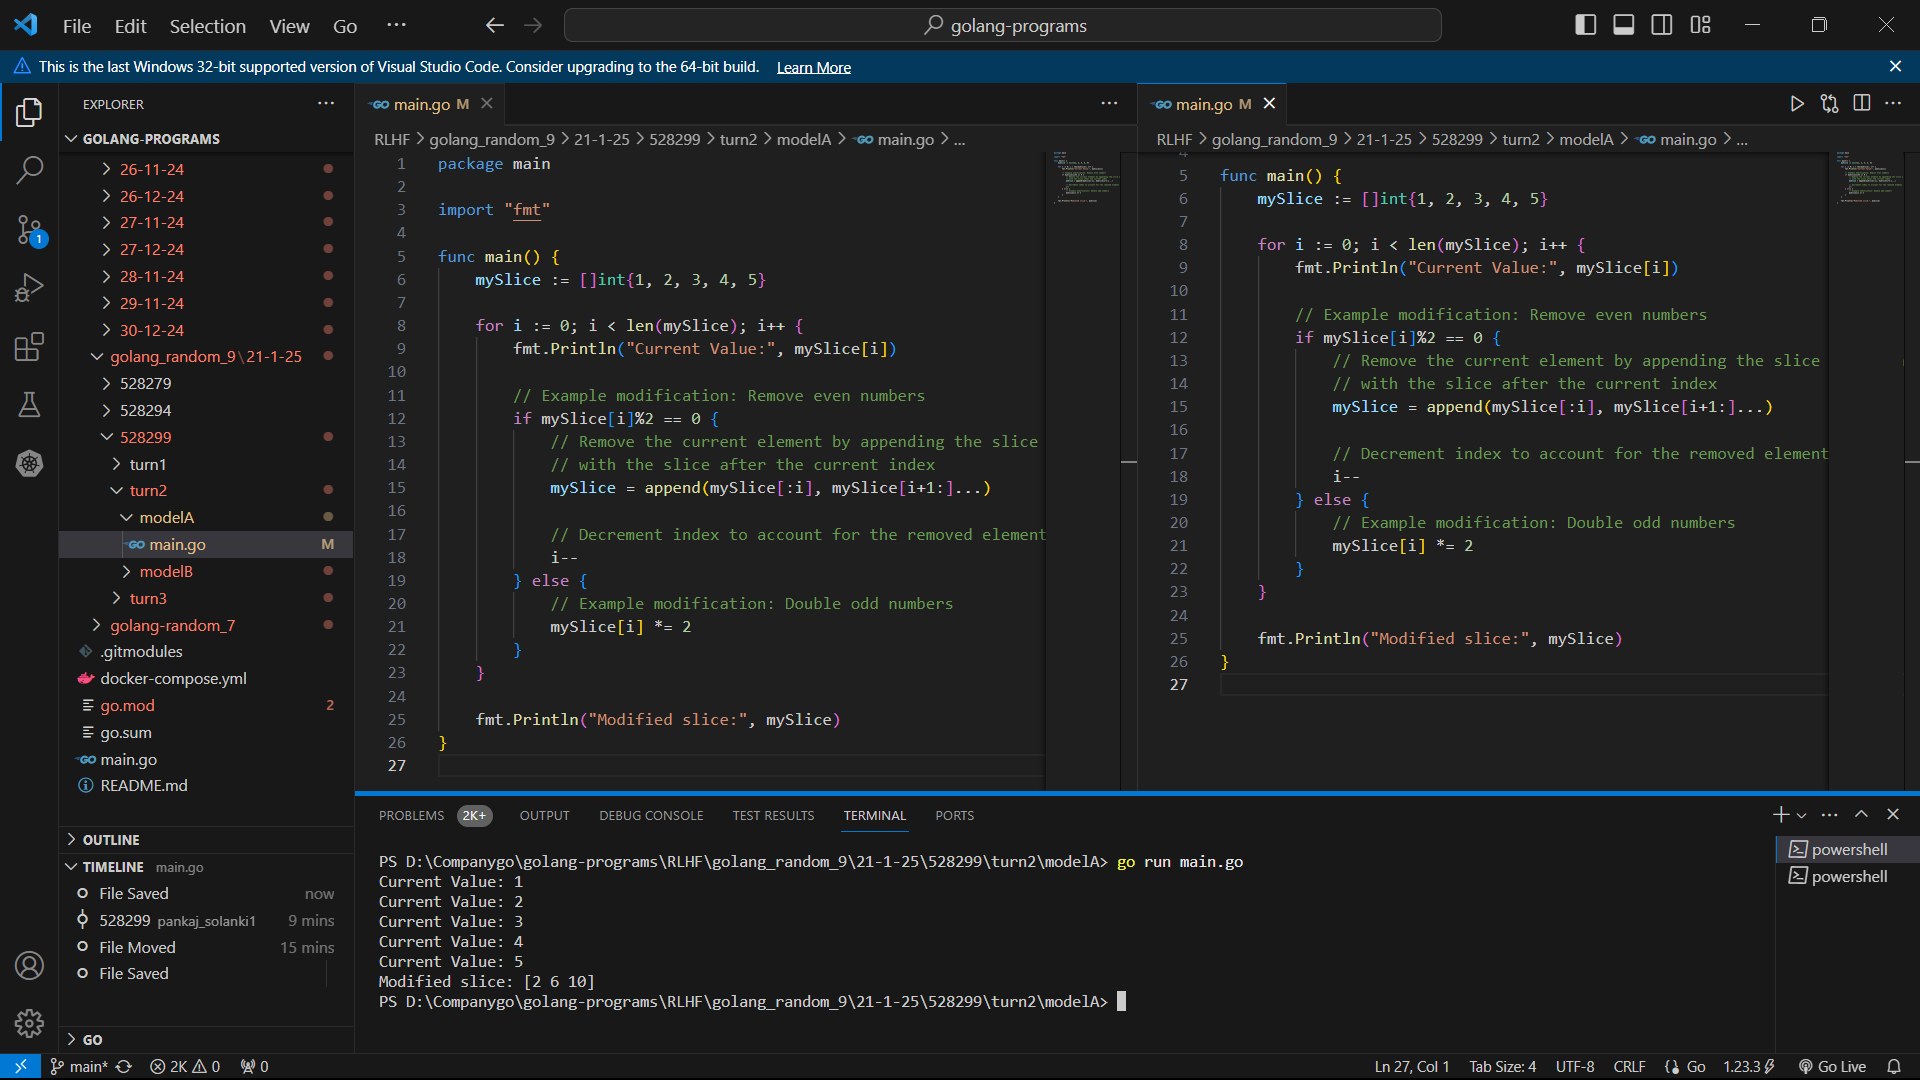 File Edit Selection View Go ···
golang-programs
This is the last Windows 32-bit supported version of Visual Studio Code. Consider upgrading to the 64-bit build. Learn More
EXPLORER
GOLANG-PROGRAMS
26-11-24
26-12-24
27-11-24
27-12-24
28-11-24
29-11-24
30-12-24
golang_random_9\21-1-25
528279
528294
528299
turn1
turn2
modelA
main.go M
modelB
turn3
golang-random_7
.gitmodules
docker-compose.yml
go.mod 2
go.sum
main.go
README.md
OUTLINE
TIMELINE main.go
File Saved now
528299 pankaj_solanki1 9 mins
File Moved 15 mins
File Saved
GO
main.go M
RLHF > golang_random_9 > 21-1-25 > 528299 > turn2 > modelA > main.go > ...
1 package main
2
3 import "fmt"
4
5 func main() {
6 mySlice := []int{1, 2, 3, 4, 5}
7
8 for i := 0; i < len(mySlice); i++ {
9 fmt.Println("Current Value:", mySlice[i])
10
11 // Example modification: Remove even numbers
12 if mySlice[i]%2 == 0 {
13 // Remove the current element by appending the slice
14 // with the slice after the current index
15 mySlice = append(mySlice[:i], mySlice[i+1:]...)
16
17 // Decrement index to account for the removed element
18 i--
19 } else {
20 // Example modification: Double odd numbers
21 mySlice[i] *= 2
22 }
23 }
24
25 fmt.Println("Modified slice:", mySlice)
26 }
27
main.go M
RLHF > golang_random_9 > 21-1-25 > 528299 > turn2 > modelA > main.go > ...
4
5 func main() {
6 mySlice := []int{1, 2, 3, 4, 5}
7
8 for i := 0; i < len(mySlice); i++ {
9 fmt.Println("Current Value:", mySlice[i])
10
11 // Example modification: Remove even numbers
12 if mySlice[i]%2 == 0 {
13 // Remove the current element by appending the slice
14 // with the slice after the current index
15 mySlice = append(mySlice[:i], mySlice[i+1:]...)
16
17 // Decrement index to account for the removed element
18 i--
19 } else {
20 // Example modification: Double odd numbers
21 mySlice[i] *= 2
22 }
23 }
24
25 fmt.Println("Modified slice:", mySlice)
26 }
27
PROBLEMS 2K+ OUTPUT DEBUG CONSOLE TEST RESULTS TERMINAL PORTS
PS D:\Companygo\golang-programs\RLHF\golang_random_9\21-1-25\528299\turn2\modelA> go run main.go
Current Value: 1
Current Value: 2
Current Value: 3
Current Value: 4
Current Value: 5
Modified slice: [2 6 10]
PS D:\Companygo\golang-programs\RLHF\golang_random_9\21-1-25\528299\turn2\modelA>
powershell
powershell
1
main* 2K 0 0
Ln 27, Col 1 Tab Size: 4 UTF-8 CRLF Go 1.23.3 Go Live